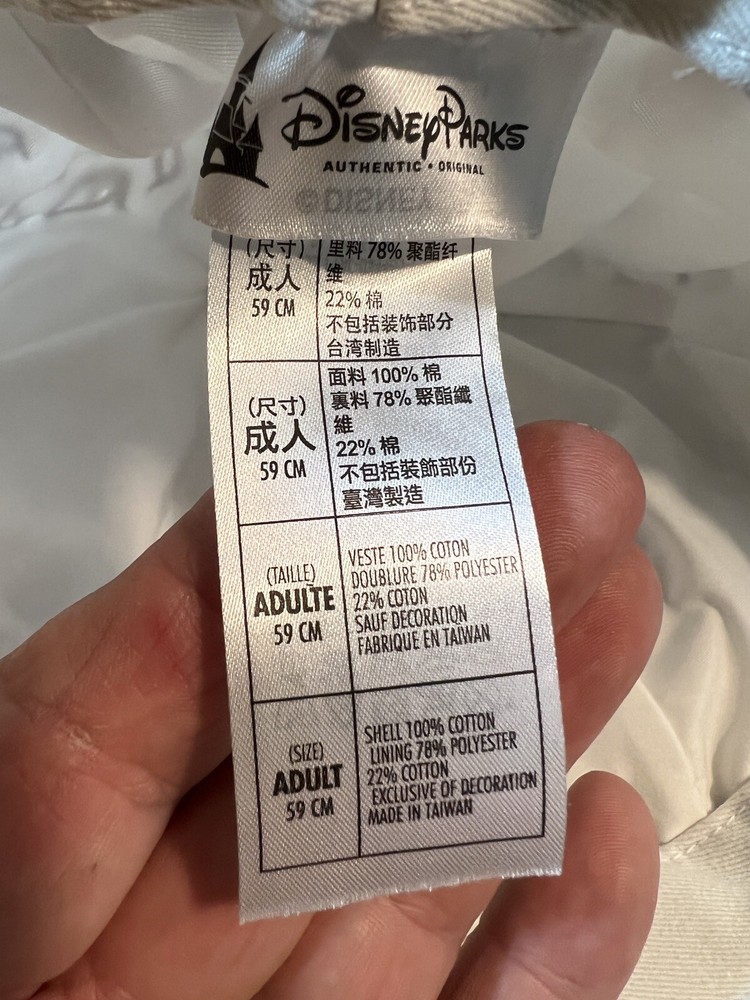 DISNEY PARKS
AUTHENTIC • ORIGINAL
© DISNEY
(尺寸)
成人
59 CM
里料 78% 聚酯纤
维
22% 棉
不包括装饰部分
台湾制造
(尺寸)
成人
59 CM
面料 100% 棉
裏料 78% 聚酯纖
維
22% 棉
不包括裝飾部份
臺灣製造
(TAILLE)
ADULTE
59 CM
VESTE 100% COTON
DOUBLURE 78% POLYESTER
22% COTON
SAUF DECORATION
FABRIQUE EN TAIWAN
(SIZE)
ADULT
59 CM
SHELL 100% COTTON
LINING 78% POLYESTER
22% COTTON
EXCLUSIVE OF DECORATION
MADE IN TAIWAN